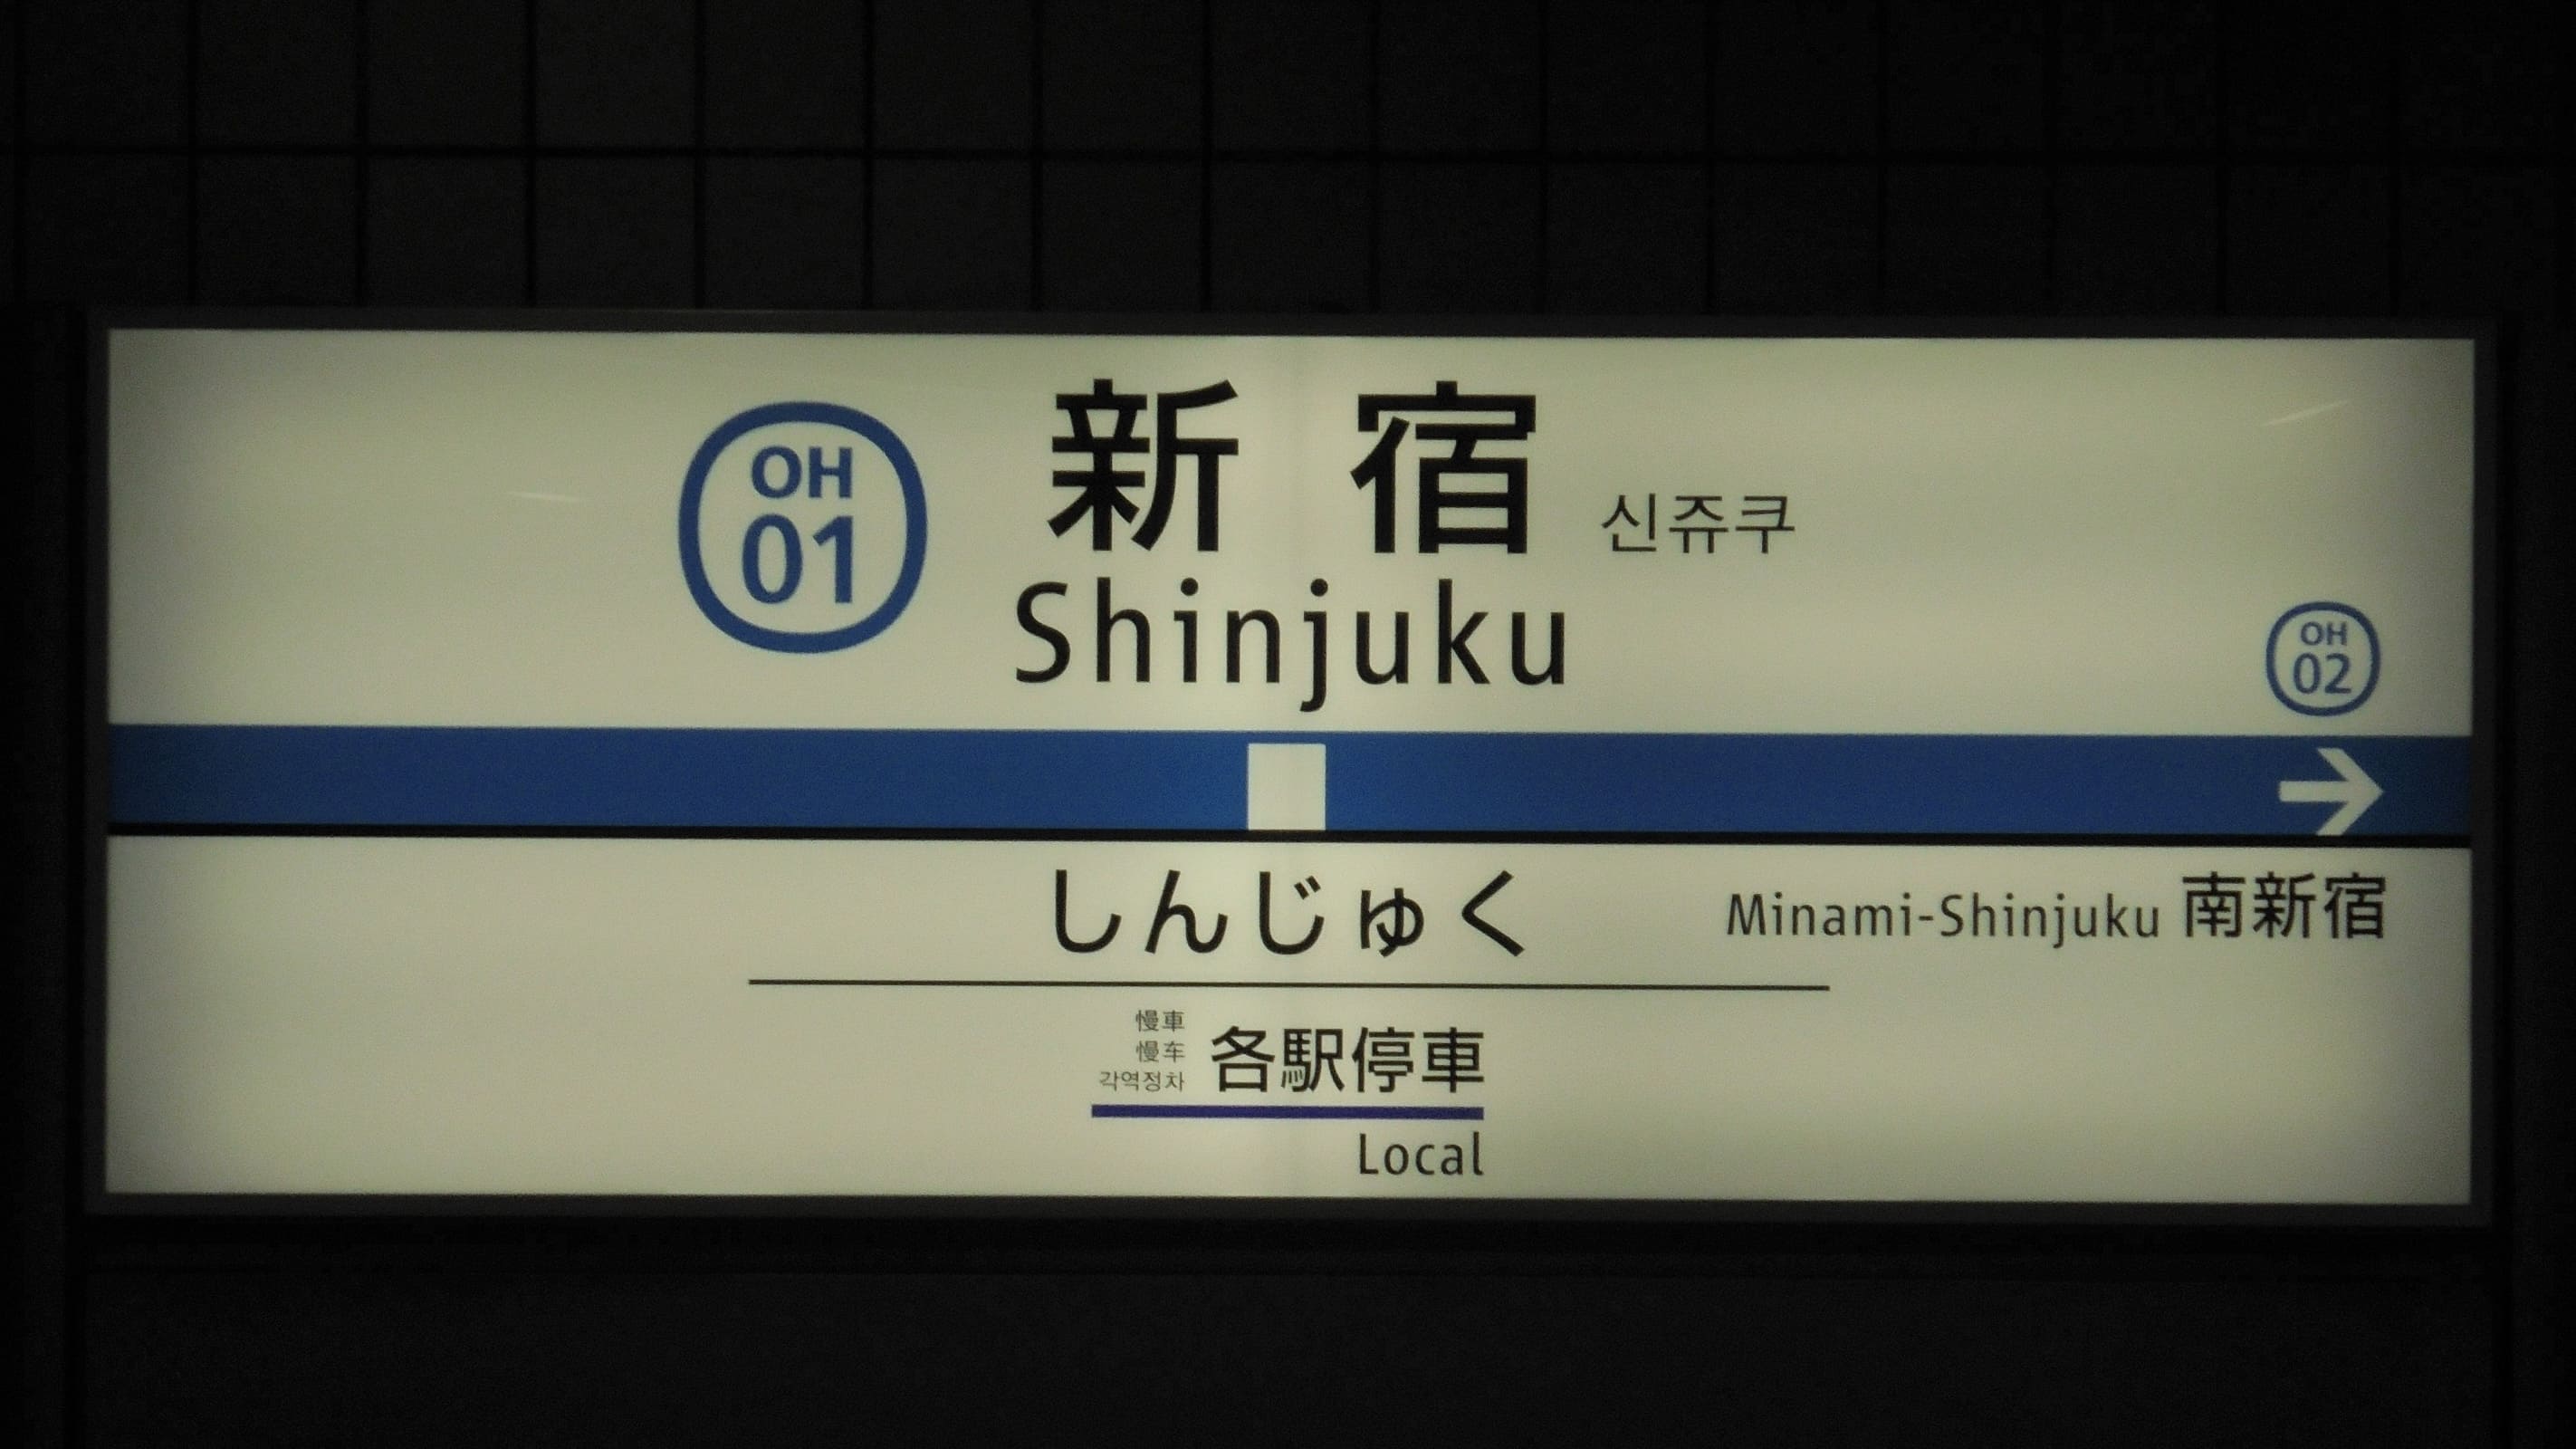 OH
01
新宿 신쥬쿠
Shinjuku
OH
02
→
しんじゅく
Minami-Shinjuku 南新宿
慢車
慢车
각역정차
各駅停車
Local